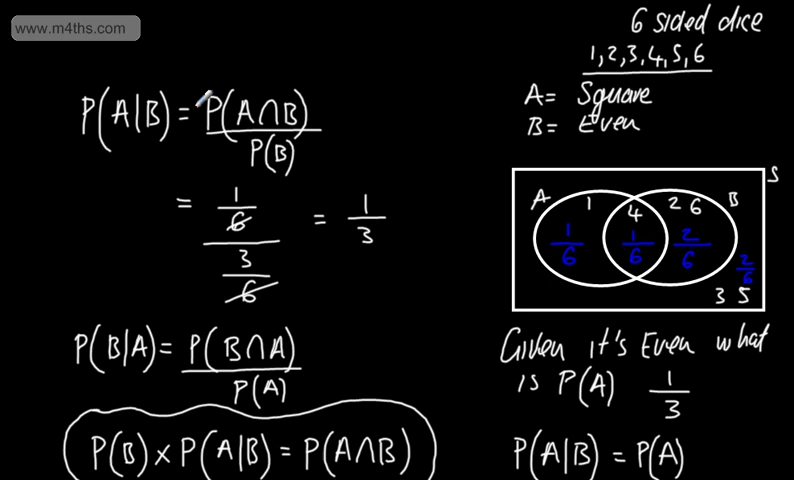 www.m4ths.com
P(A|B) = P(A∩B)
P(B)
= 1/6 = 1/3
3/6
P(B|A) = P(B∩A)
P(A)
P(B) × P(A|B) = P(A∩B)
6 sided dice
1,2,3,4,5,6
A = Square
B = Even
S
A 1 4 2 6 B
1/6 1/6 2/6 2/6
3 5
Given it's Even what
is P(A) 1/3
P(A|B) = P(A)